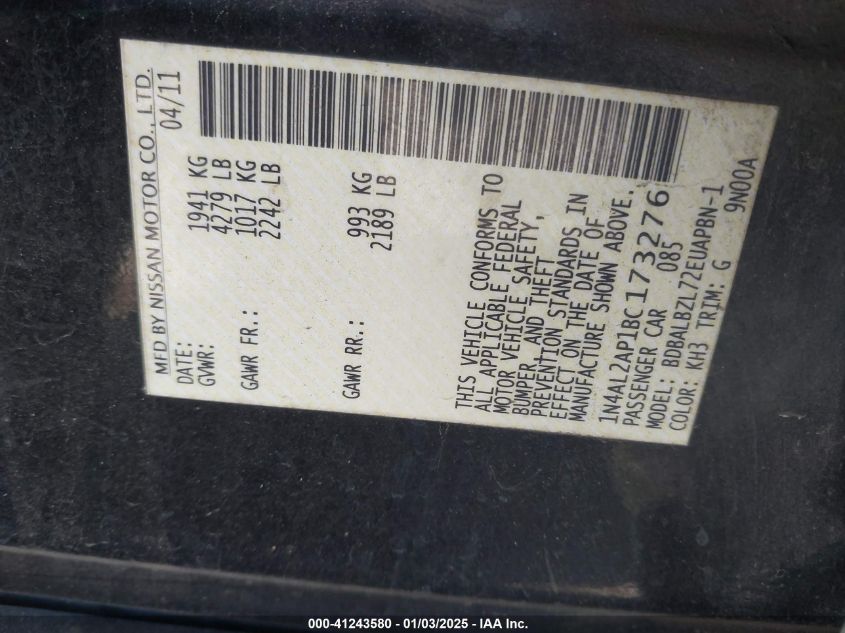 MFD BY NISSAN MOTOR CO., LTD.
DATE: 04/11
GVWR: 1941 KG
4279 LB
GAWR FR.: 1017 KG
2242 LB
GAWR RR.: 993 KG
2189 LB
THIS VEHICLE CONFORMS TO
ALL APPLICABLE FEDERAL
MOTOR VEHICLE SAFETY,
BUMPER, AND THEFT
PREVENTION STANDARDS IN
EFFECT ON THE DATE OF
MANUFACTURE SHOWN ABOVE.
1N4AL2AP1BC173276
PASSENGER CAR 085
MODEL: BDBALBZL72EUAPBN-1
COLOR: KH3 TRIM: G 9N00A
000-41243580 - 01/03/2025 - IAA Inc.